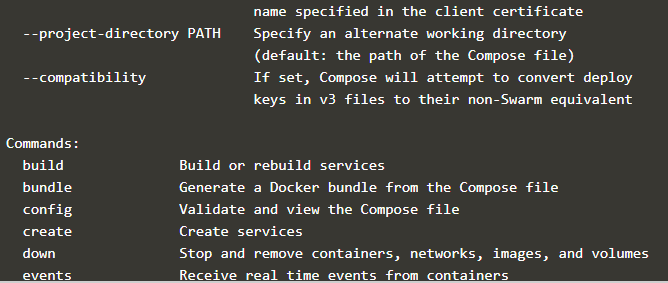 name specified in the client certificate
--project-directory PATH    Specify an alternate working directory
(default: the path of the Compose file)
--compatibility             If set, Compose will attempt to convert deploy
keys in v3 files to their non-Swarm equivalent
Commands:
build              Build or rebuild services
bundle             Generate a Docker bundle from the Compose file
config             Validate and view the Compose file
create             Create services
down               Stop and remove containers, networks, images, and volumes
events             Receive real time events from containers